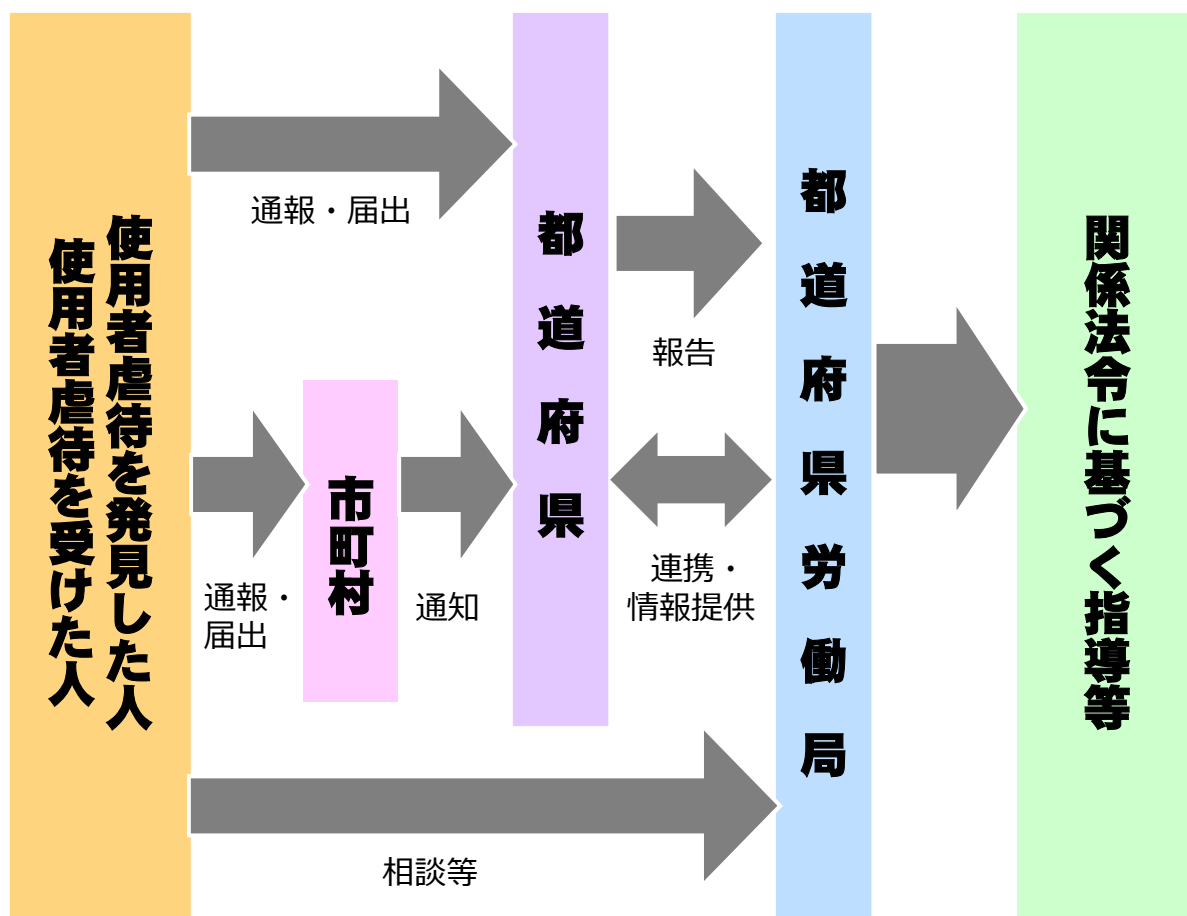 使用者虐待を発見した人
使用者虐待を受けた人
通報・届出
通報・
届出
市町村
通知
都道府県
報告
連携・
情報提供
相談等
都道府県労働局
関係法令に基づく指導等